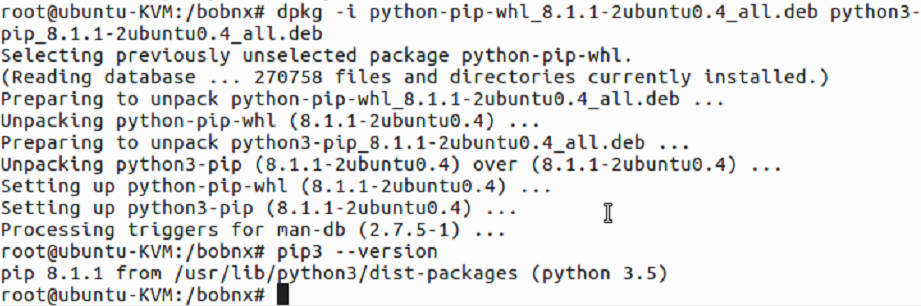 root@ubuntu-KVM:/bobnx# dpkg -i python-pip-whl_8.1.1-2ubuntu0.4_all.deb python3-
pip_8.1.1-2ubuntu0.4_all.deb
Selecting previously unselected package python-pip-whl.
(Reading database ... 270758 files and directories currently installed.)
Preparing to unpack python-pip-whl_8.1.1-2ubuntu0.4_all.deb ...
Unpacking python-pip-whl (8.1.1-2ubuntu0.4) ...
Preparing to unpack python3-pip_8.1.1-2ubuntu0.4_all.deb ...
Unpacking python3-pip (8.1.1-2ubuntu0.4) over (8.1.1-2ubuntu0.4) ...
Setting up python-pip-whl (8.1.1-2ubuntu0.4) ...
Setting up python3-pip (8.1.1-2ubuntu0.4) ...
Processing triggers for man-db (2.7.5-1) ...
root@ubuntu-KVM:/bobnx# pip3 --version
pip 8.1.1 from /usr/lib/python3/dist-packages (python 3.5)
root@ubuntu-KVM:/bobnx#